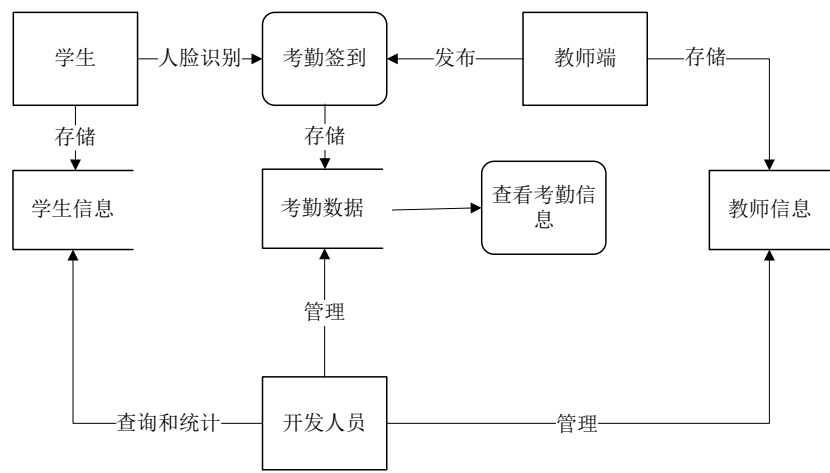 学生
人脸识别
考勤签到
发布
教师端
存储
存储
存储
学生信息
考勤数据
查看考勤信
息
教师信息
管理
查询和统计
开发人员
管理